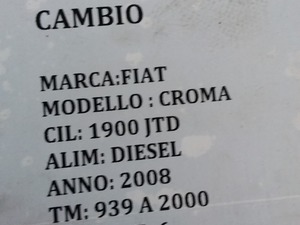 CAMBIO
MARCA:FIAT
MODELLO : CROMA
CIL: 1900 JTD
ALIM: DIESEL
ANNO: 2008
TM: 939 A 2000